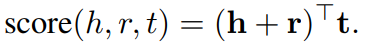 score(h, r, t) = (𝐡 + 𝐫)⊤𝐭.